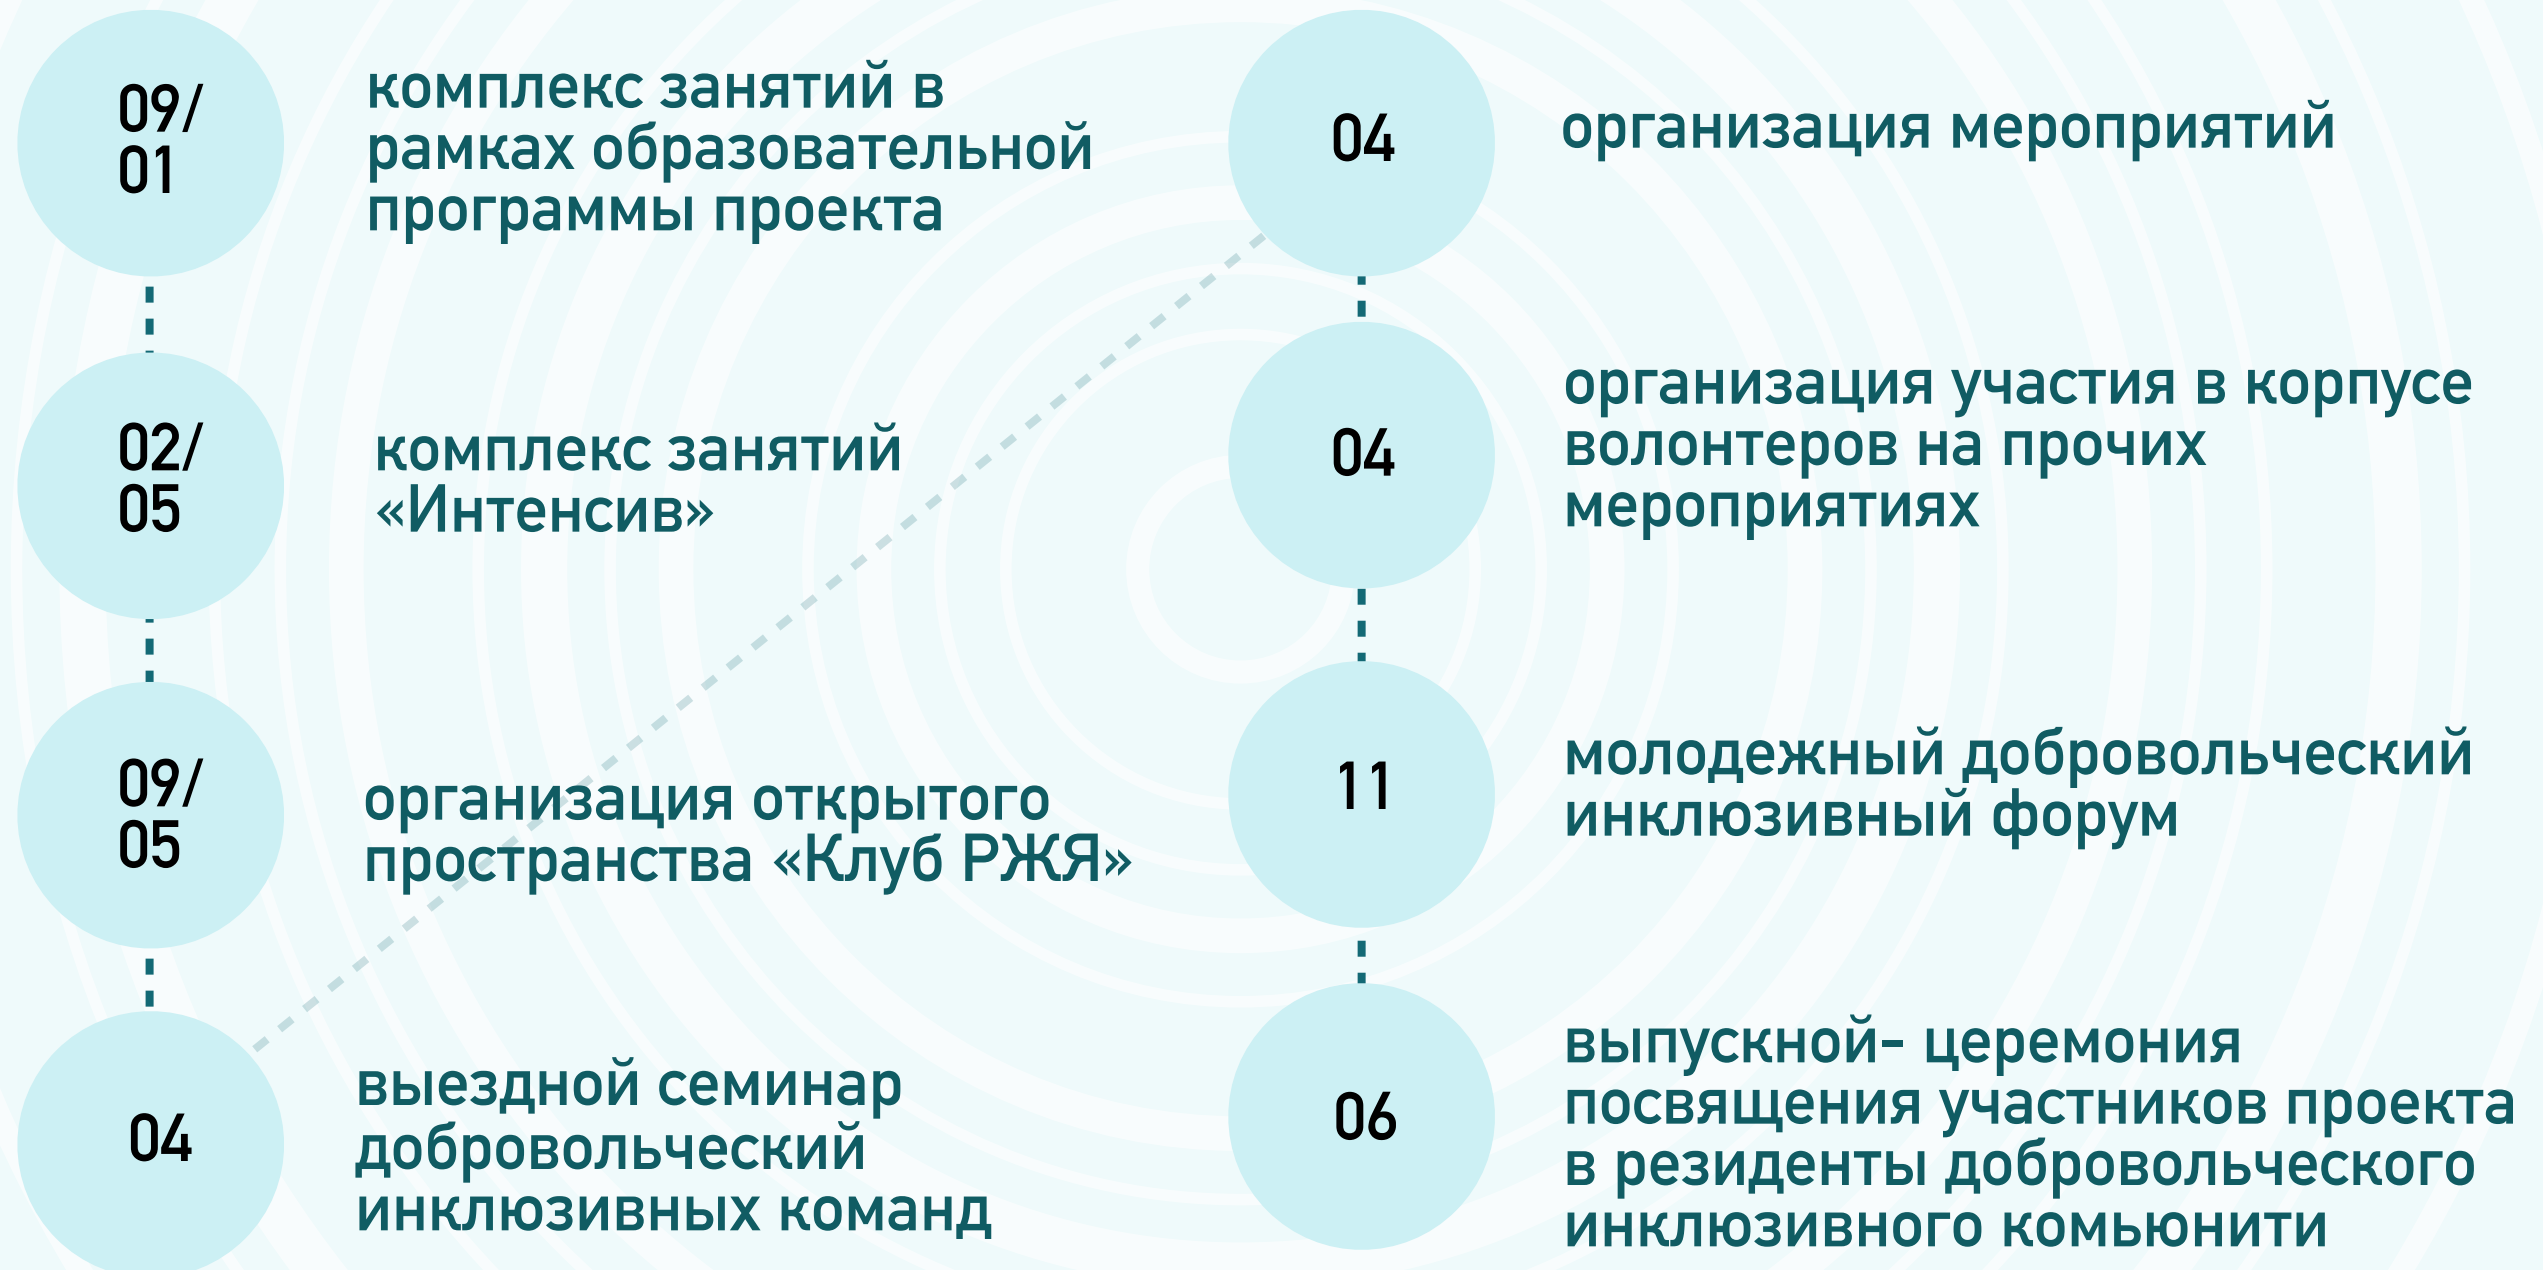 09/
01
комплекс занятий в
рамках образовательной
программы проекта
02/
05
комплекс занятий
«Интенсив»
09/
05
организация открытого
пространства «Клуб РЖЯ»
04
выездной семинар
добровольческий
инклюзивных команд
04
организация мероприятий
04
организация участия в корпусе
волонтеров на прочих
мероприятиях
11
молодежный добровольческий
инклюзивный форум
06
выпускной- церемония
посвящения участников проекта
в резиденты добровольческого
инклюзивного комьюнити